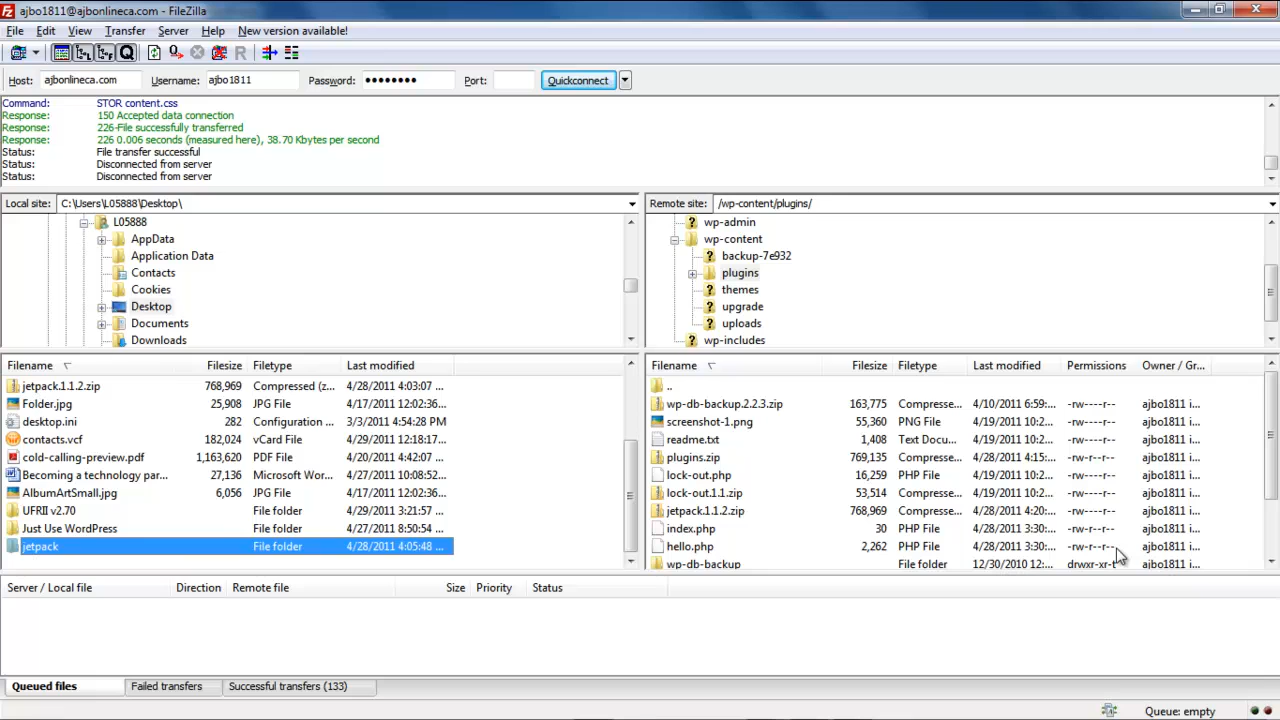 ajbo1811@ajbonlineca.com - FileZilla
File Edit View Transfer Server Help New version available!
Host: ajbonlineca.com Username: ajbo1811 Password: •••••••• Port: Quickconnect
Command: STOR content.css
Response: 150 Accepted data connection
Response: 226-File successfully transferred
Response: 226 0.006 seconds (measured here), 38.70 Kbytes per second
Status: File transfer successful
Status: Disconnected from server
Status: Disconnected from server
Local site: C:\Users\L05888\Desktop\
L05888
AppData
Application Data
Contacts
Cookies
Desktop
Documents
Downloads
Filename Filesize Filetype Last modified
jetpack.1.1.2.zip 768,969 Compressed (z... 4/28/2011 4:03:07 ...
Folder.jpg 25,908 JPG File 4/17/2011 12:02:36...
desktop.ini 282 Configuration ... 3/3/2011 4:54:28 PM
contacts.vcf 182,024 vCard File 4/29/2011 12:18:17...
cold-calling-preview.pdf 1,163,620 PDF File 4/20/2011 4:42:07 ...
Becoming a technology par... 27,136 Microsoft Wor... 4/27/2011 10:08:52...
AlbumArtSmall.jpg 6,056 JPG File 4/17/2011 12:02:36...
UFRII v2.70 File folder 4/29/2011 3:21:57 ...
Just Use WordPress File folder 4/27/2011 8:50:54 ...
jetpack File folder 4/28/2011 4:05:48 ...
Remote site: /wp-content/plugins/
wp-admin
wp-content
backup-7e932
plugins
themes
upgrade
uploads
wp-includes
Filename Filesize Filetype Last modified Permissions Owner / Gr...
..
wp-db-backup.2.2.3.zip 163,775 Compresse... 4/10/2011 6:59:... -rw----r-- ajbo1811 i...
screenshot-1.png 55,360 PNG File 4/19/2011 10:2... -rw----r-- ajbo1811 i...
readme.txt 1,408 Text Docu... 4/19/2011 10:2... -rw----r-- ajbo1811 i...
plugins.zip 769,135 Compresse... 4/28/2011 4:15:... -rw----r-- ajbo1811 i...
lock-out.php 16,259 PHP File 4/19/2011 10:2... -rw----r-- ajbo1811 i...
lock-out.1.1.zip 53,514 Compresse... 4/19/2011 10:2... -rw----r-- ajbo1811 i...
jetpack.1.1.2.zip 768,969 Compresse... 4/28/2011 4:20:... -rw----r-- ajbo1811 i...
index.php 30 PHP File 4/28/2011 3:30:... -rw-r--r-- ajbo1811 i...
hello.php 2,262 PHP File 4/28/2011 3:30:... -rw-r--r-- ajbo1811 i...
wp-db-backup File folder 12/30/2010 12:... drwxr-xr-t ajbo1811 i...
Server / Local file Direction Remote file Size Priority Status
Queued files Failed transfers Successful transfers (133)
Queue: empty